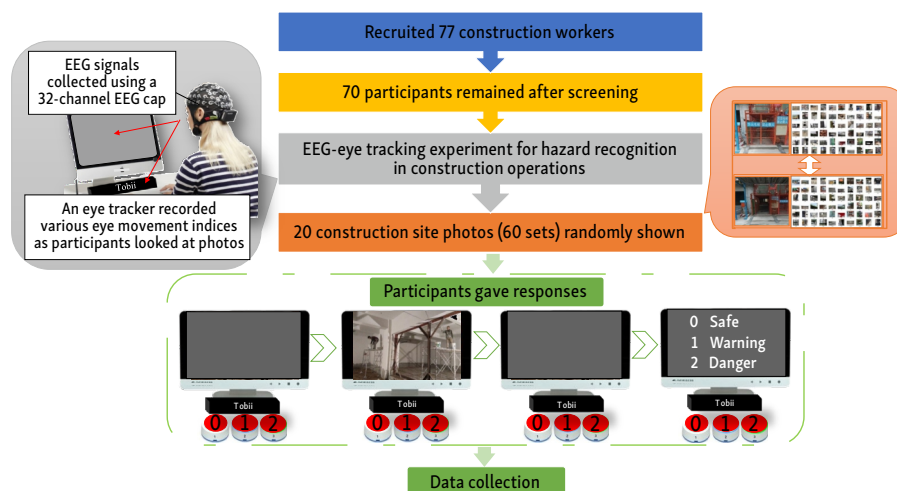 Recruited 77 construction workers
EEG signals
collected using a
32-channel EEG cap
70 participants remained after screening
EEG-eye tracking experiment for hazard recognition
in construction operations
Tobii
An eye tracker recorded
various eye movement indices
as participants looked at photos
20 construction site photos (60 sets) randomly shown
Participants gave responses
0 Safe
1 Warning
2 Danger
Tobii
Tobii
Tobii
Tobii
0 1 2
0 1 2
0 1 2
0 1 2
Data collection